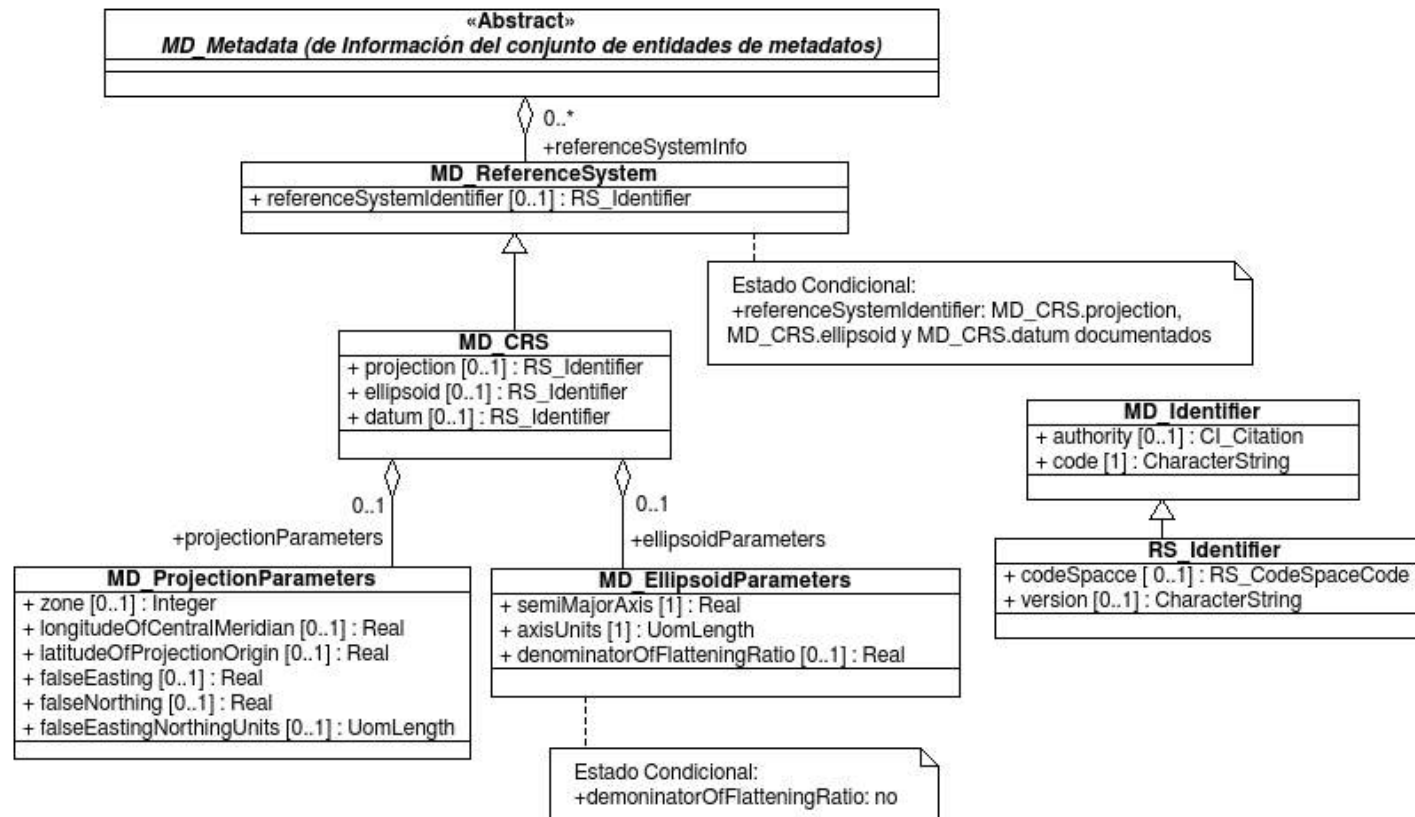 «Abstract»
MD_Metadata (de Información del conjunto de entidades de metadatos)
0..*
+referenceSystemInfo
MD_ReferenceSystem
+ referenceSystemIdentifier [0..1] : RS_Identifier
Estado Condicional:
+referenceSystemIdentifier: MD_CRS.projection,
MD_CRS.ellipsoid y MD_CRS.datum documentados
MD_CRS
+ projection [0..1] : RS_Identifier
+ ellipsoid [0..1] : RS_Identifier
+ datum [0..1] : RS_Identifier
MD_Identifier
+ authority [0..1] : CI_Citation
+ code [1] : CharacterString
0..1
+projectionParameters
0..1
+ellipsoidParameters
RS_Identifier
+ codeSpacce [ 0..1] : RS_CodeSpaceCode
+ version [0..1] : CharacterString
MD_ProjectionParameters
+ zone [0..1] : Integer
+ longitudeOfCentralMeridian [0..1] : Real
+ latitudeOfProjectionOrigin [0..1] : Real
+ falseEasting [0..1] : Real
+ falseNorthing [0..1] : Real
+ falseEastingNorthingUnits [0..1] : UomLength
MD_EllipsoidParameters
+ semiMajorAxis [1] : Real
+ axisUnits [1] : UomLength
+ denominatorOfFlatteningRatio [0..1] : Real
Estado Condicional:
+demoninatorOfFlatteningRatio: no